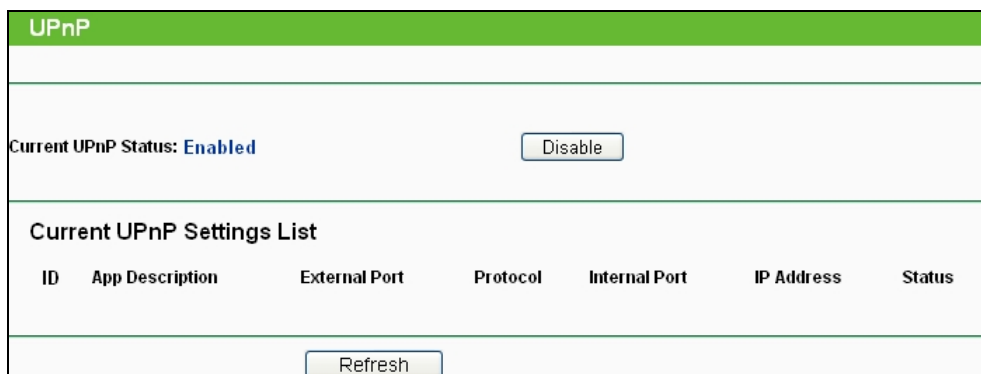 UPnP
Current UPnP Status: Enabled Disable
Current UPnP Settings List
ID App Description External Port Protocol Internal Port IP Address Status
Refresh